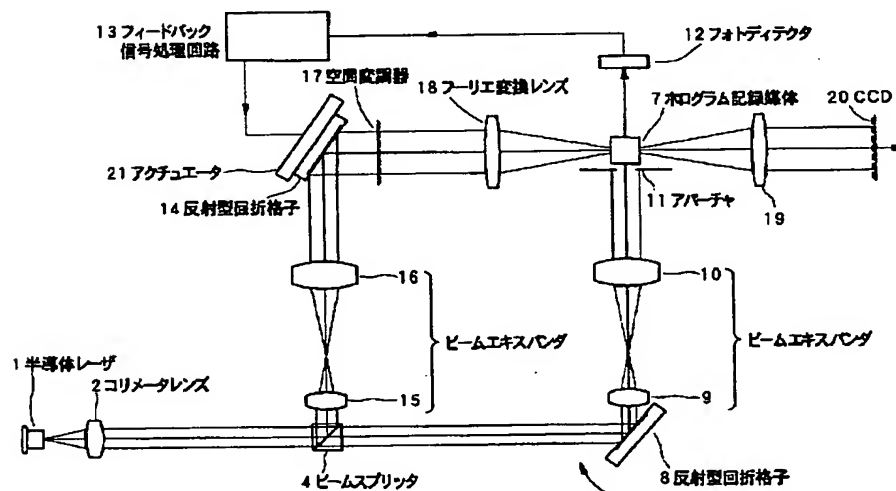 13 フィードバック
信号処理回路
12 フォトディテクタ
17 空間変調器
18 フーリエ変換レンズ
7 ホログラム記録媒体
20 CCD
21 アクチュエータ
14 反射型回折格子
11 アパーチャ
19
16
10
ビームエキスパンダ
ビームエキスパンダ
1 半導体レーザ
2 コリメータレンズ
15
9
4 ビームスプリッタ
8 反射型回折格子